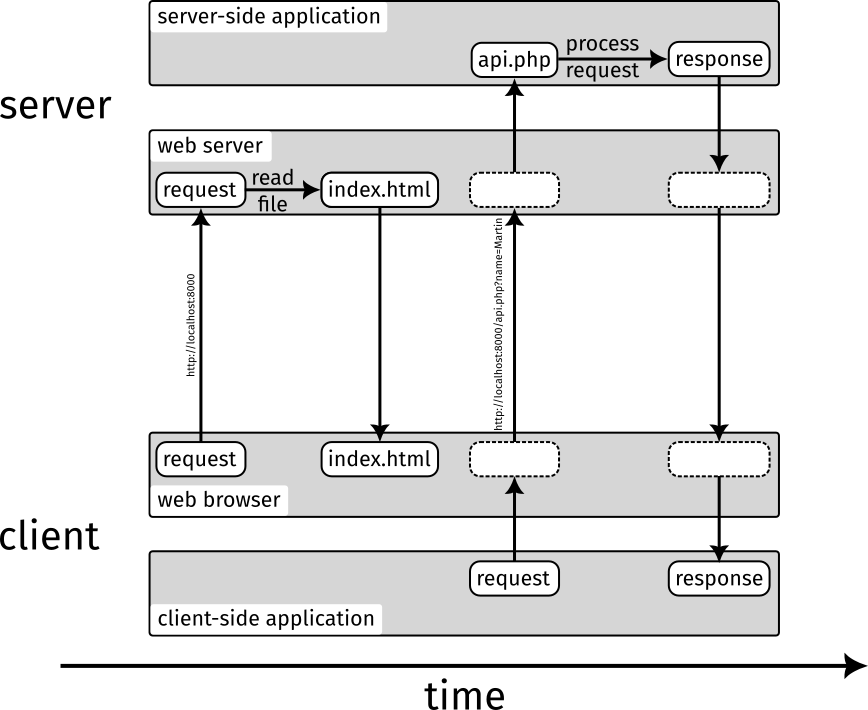 server-side application
api.php
process
request
response
server
web server
request
read
file
index.html
http://localhost:8000
http://localhost:8000/api.php?name=Martin
request
index.html
web browser
client
request
response
client-side application
time